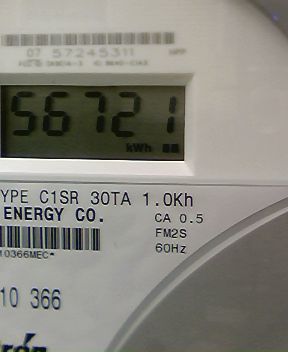 07 57245311
56721
kWh
YPE C1SR 30TA 1.0Kh
ENERGY CO.
CA 0.5
FM2S
60Hz
10366MEC*
10 366